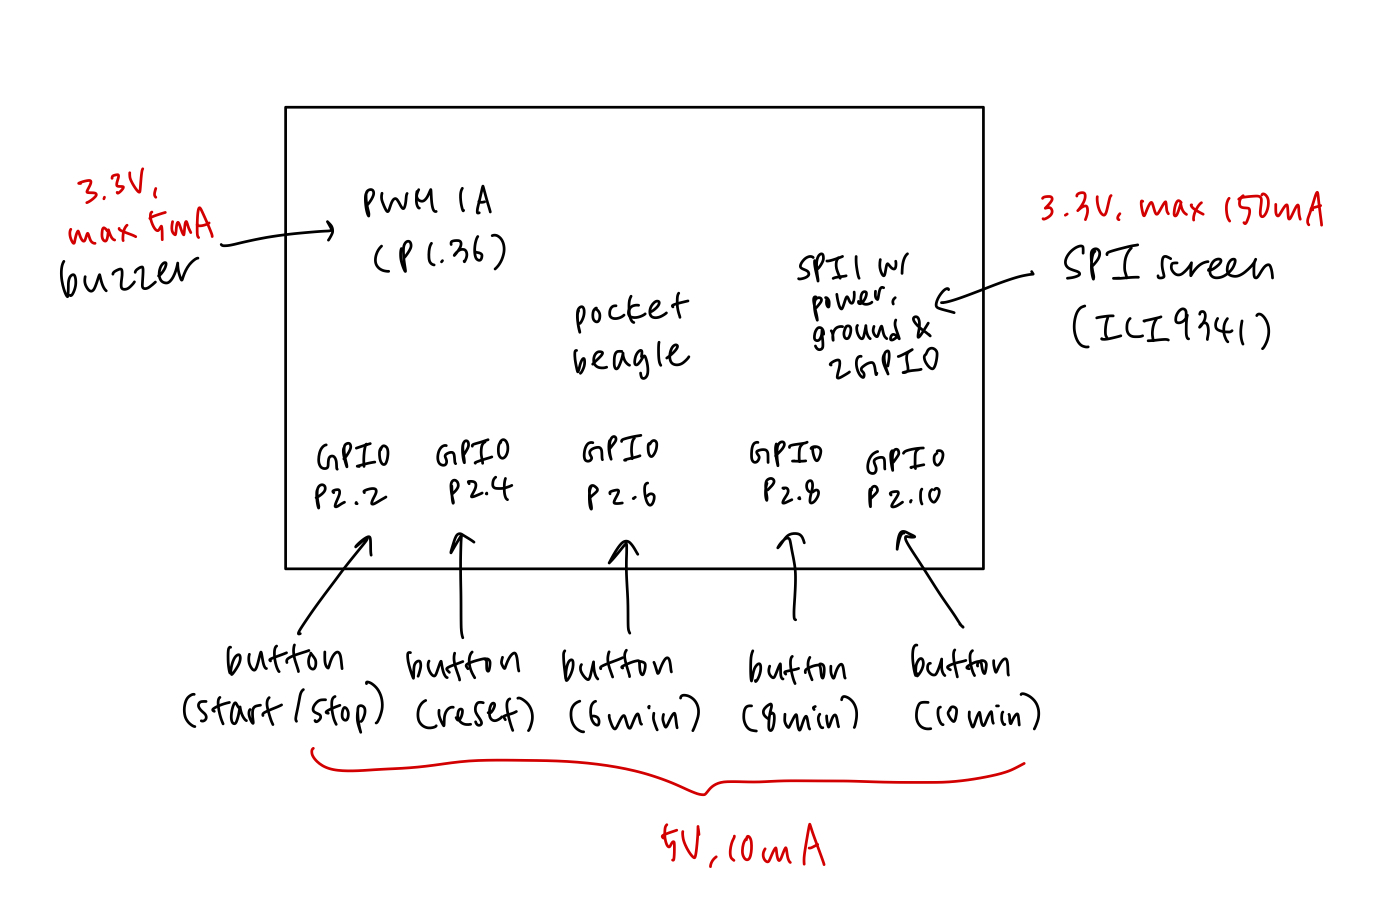 3.3V,
max 5mA
buzzer
PWM 1A
(P1.36)
pocket
beagle
SPI1 w/
power,
ground &
2GPIO
3.3V, max 150mA
SPI screen
(ILI9341)
GPIO
P2.2
GPIO
P2.4
GPIO
P2.6
GPIO
P2.8
GPIO
P2.10
button
(start/stop)
button
(reset)
button
(6min)
button
(8min)
button
(10min)
5V, 10mA